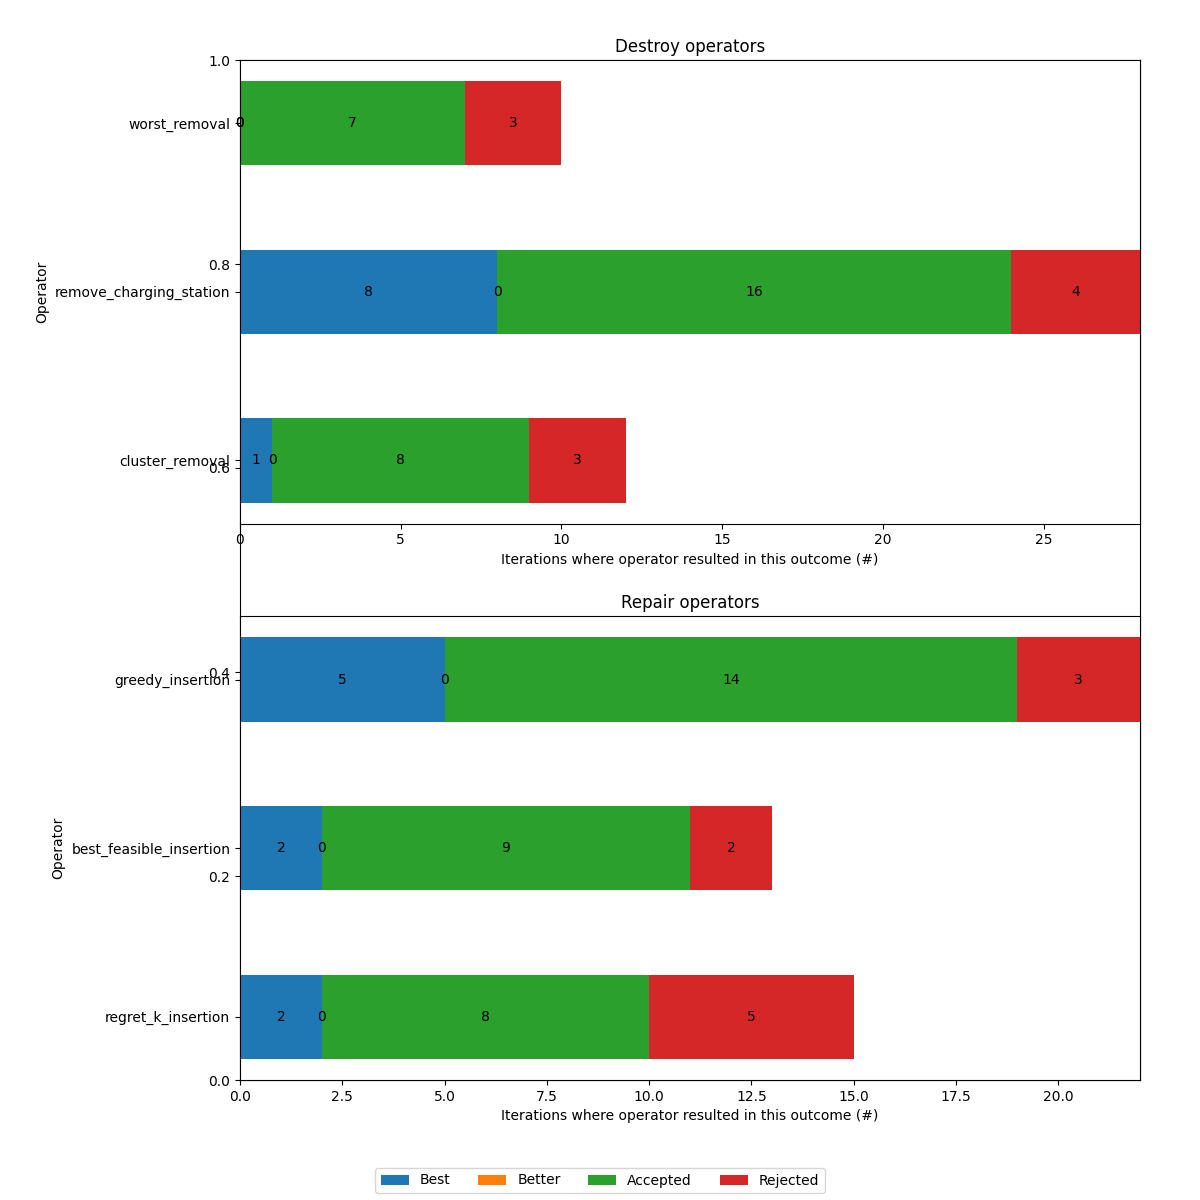 Destroy operators
1.0
worst_removal 0 7 3
0.8
Operator
remove_charging_station 8 0 16 4
cluster_removal 1 0 8 3
0.6
0 5 10 15 20 25
Iterations where operator resulted in this outcome (#)
Repair operators
0.4
greedy_insertion 5 0 14 3
Operator
best_feasible_insertion 2 0 9 2
0.2
regret_k_insertion 2 0 8 5
0.0
0.0 2.5 5.0 7.5 10.0 12.5 15.0 17.5 20.0
Iterations where operator resulted in this outcome (#)
Best Better Accepted Rejected